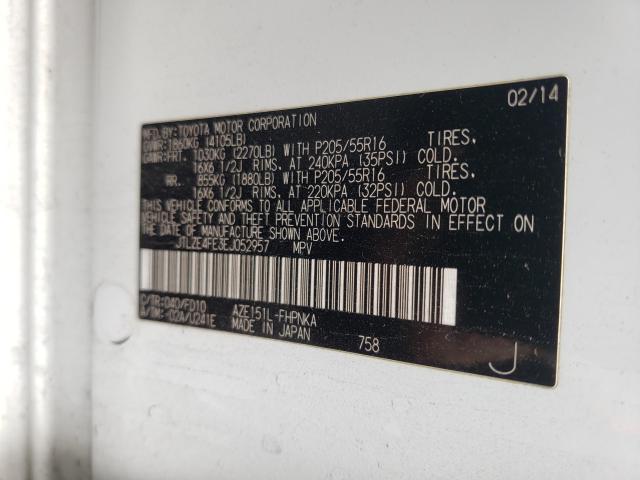 MFD.BY:TOYOTA MOTOR CORPORATION 02/14
GVWR:1860KG(4105LB)
GAWR:FRT. 1030KG(2270LB)WITH P205/55R16 TIRES.
16X6 1/2J RIMS. AT 240KPA(35PSI)COLD.
RR. 855KG(1880LB)WITH P205/55R16 TIRES.
16X6 1/2J RIMS. AT 220KPA(32PSI)COLD.
THIS VEHICLE CONFORMS TO ALL APPLICABLE FEDERAL MOTOR
VEHICLE SAFETY AND THEFT PREVENTION STANDARDS IN EFFECT ON
THE DATE OF MANUFACTURE SHOWN ABOVE.
JTLZE4FE3EJ052957 MPV
C/TR:040/FD10 AZE151L-FHPNKA
A/TM:-02A/U241E MADE IN JAPAN 758
J